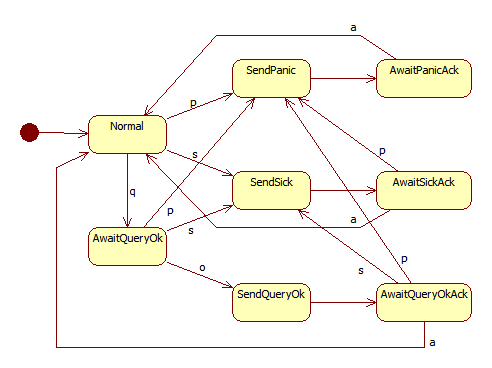 a
SendPanic
AwaitPanicAck
p
Normal
s
p
SendSick
AwaitSickAck
q
p
a
s
AwaitQueryOk
o
p
s
SendQueryOk
AwaitQueryOkAck
a